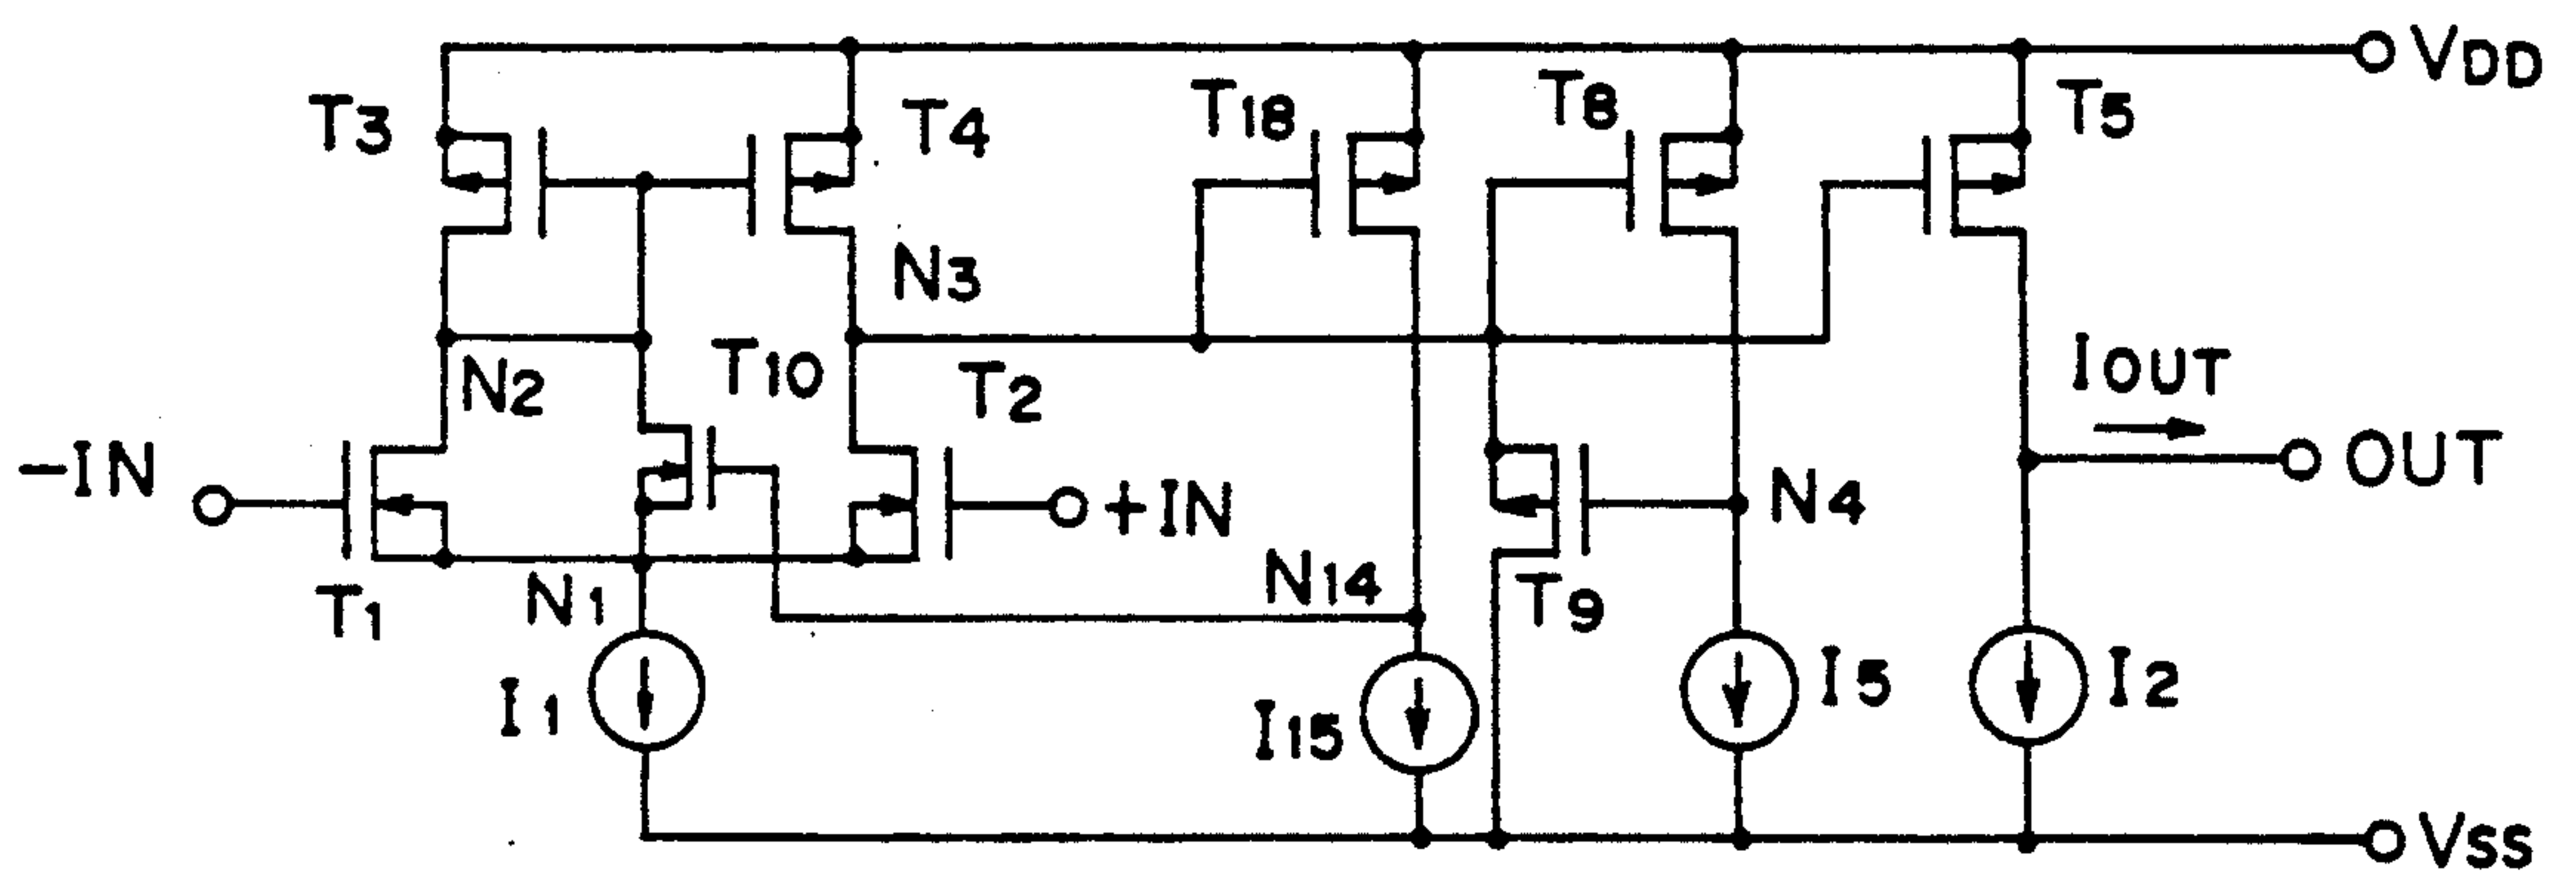 VDD
T3
T4
T18
T8
T5
N3
N2
T10
T2
IOUT
-IN
+IN
N4
OUT
N1
N14
T1
T9
I1
I15
I5
I2
VSS